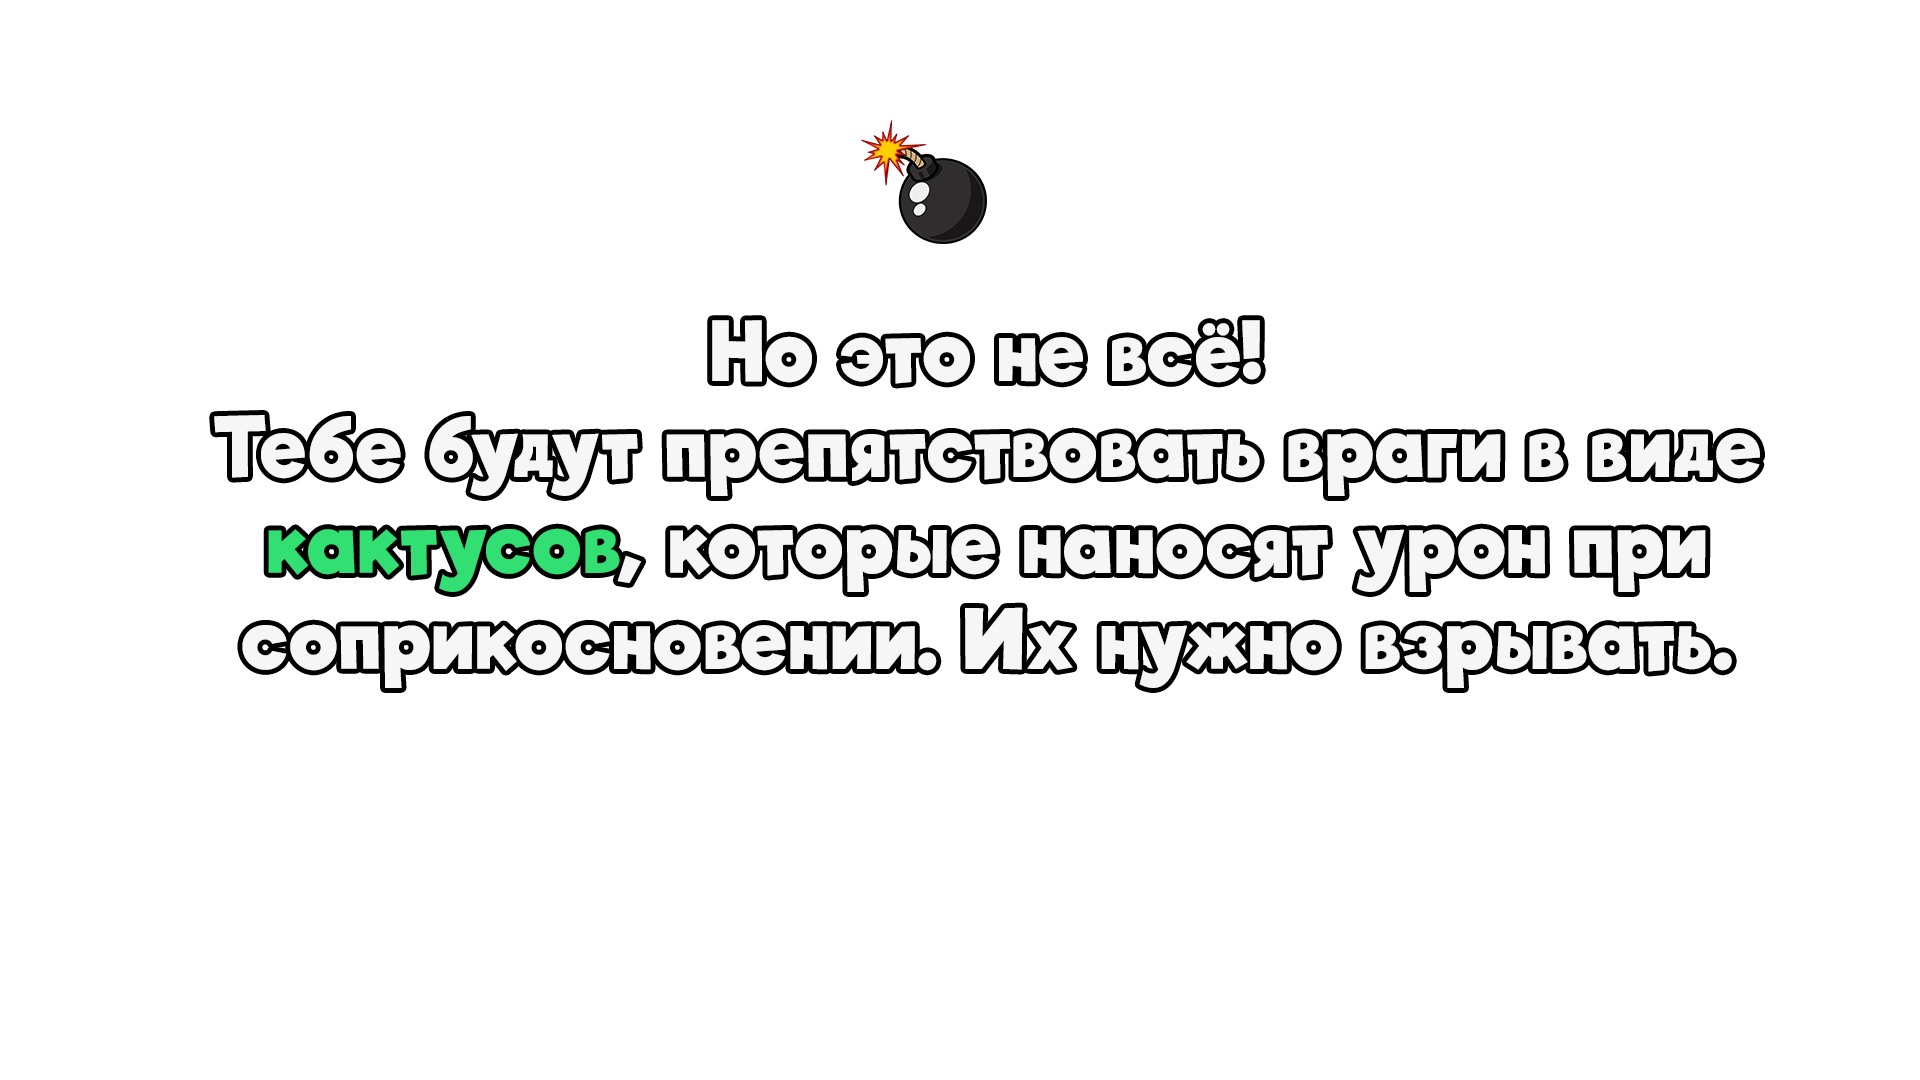 Но это не всё!
Тебе будут препятствовать враги в виде
кактусов, которые наносят урон при
соприкосновении. Их нужно взрывать.